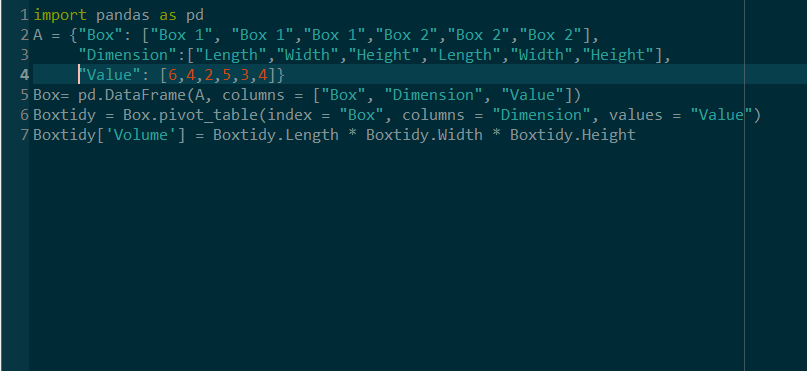 1 import pandas as pd
2 A = {"Box": ["Box 1", "Box 1","Box 1","Box 2","Box 2","Box 2"],
3 "Dimension":["Length","Width","Height","Length","Width","Height"],
4 "Value": [6,4,2,5,3,4]}
5 Box= pd.DataFrame(A, columns = ["Box", "Dimension", "Value"])
6 Boxtidy = Box.pivot_table(index = "Box", columns = "Dimension", values = "Value")
7 Boxtidy['Volume'] = Boxtidy.Length * Boxtidy.Width * Boxtidy.Height